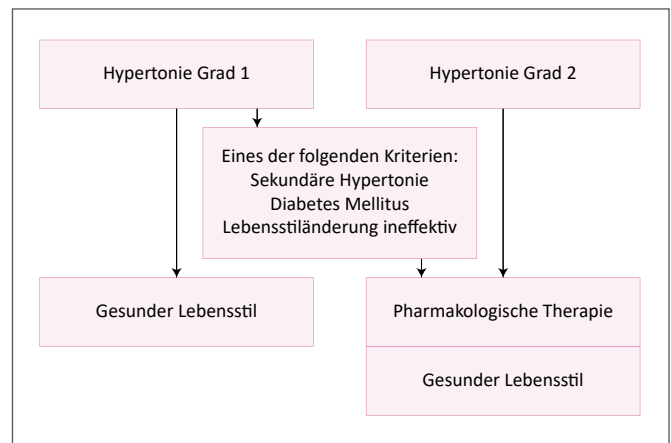 Hypertonie Grad 1
Hypertonie Grad 2
Eines der folgenden Kriterien:
Sekundäre Hypertonie
Diabetes Mellitus
Lebensstiländerung ineffektiv
Gesunder Lebensstil
Pharmakologische Therapie
Gesunder Lebensstil